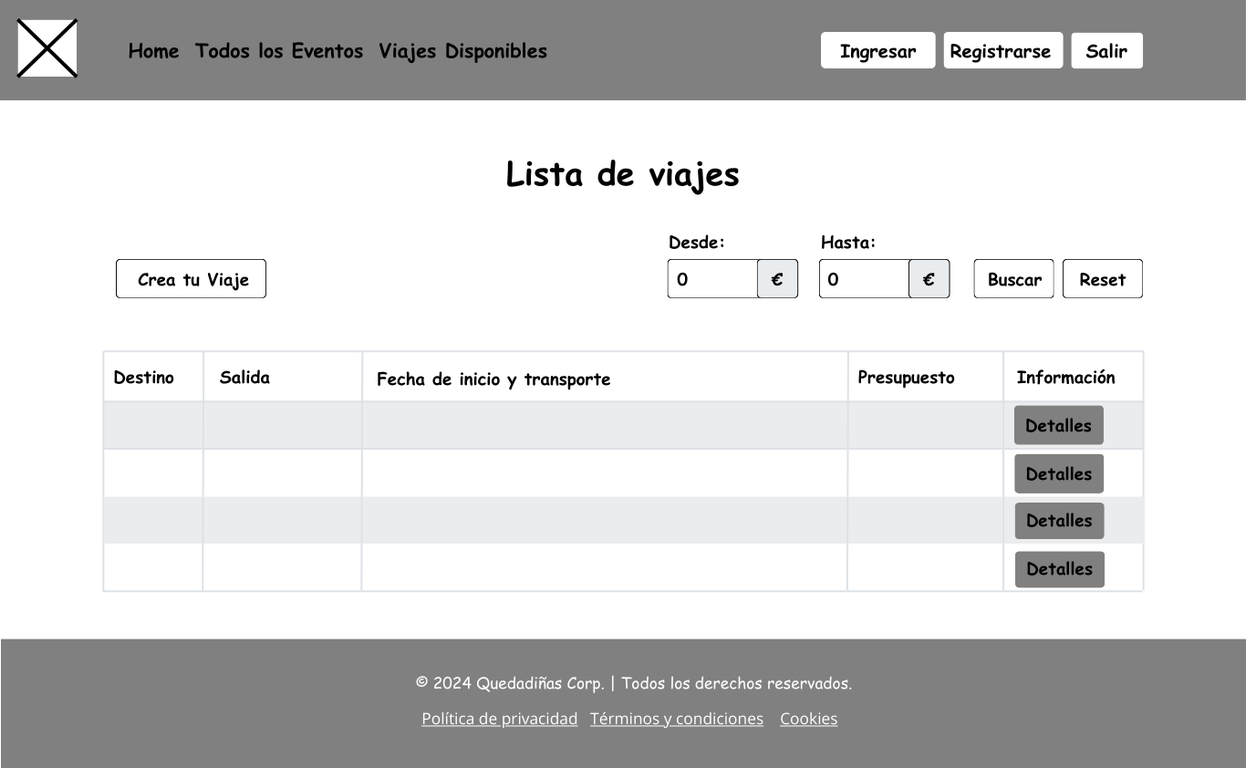 Home Todos los Eventos Viajes Disponibles Ingresar Registrarse Salir
Lista de viajes
Desde: Hasta:
Crea tu Viaje 0 € 0 € Buscar Reset
Destino Salida Fecha de inicio y transporte Presupuesto Información
Detalles
Detalles
Detalles
Detalles
© 2024 Quedadiñas Corp. | Todos los derechos reservados.
Política de privacidad Términos y condiciones Cookies